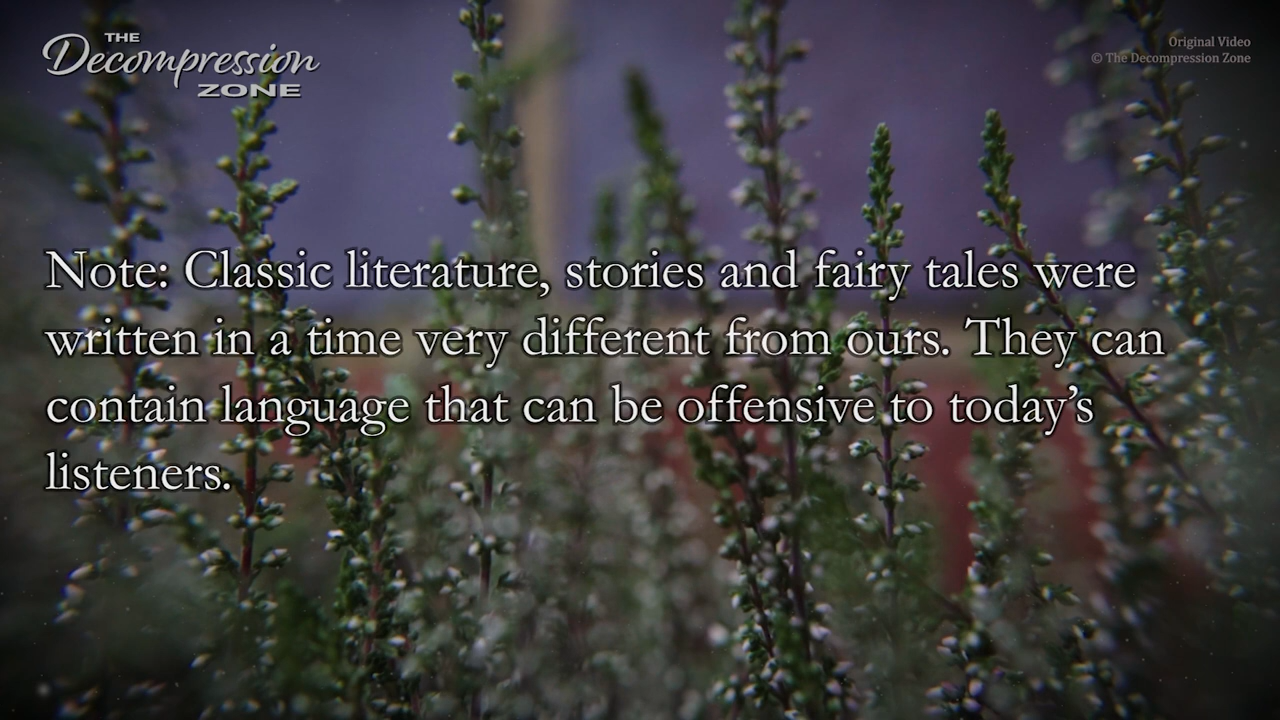 THE
Decompression
ZONE
Original Video
© The Decompression Zone
Note: Classic literature, stories and fairy tales were
written in a time very different from ours. They can
contain language that can be offensive to today’s
listeners.